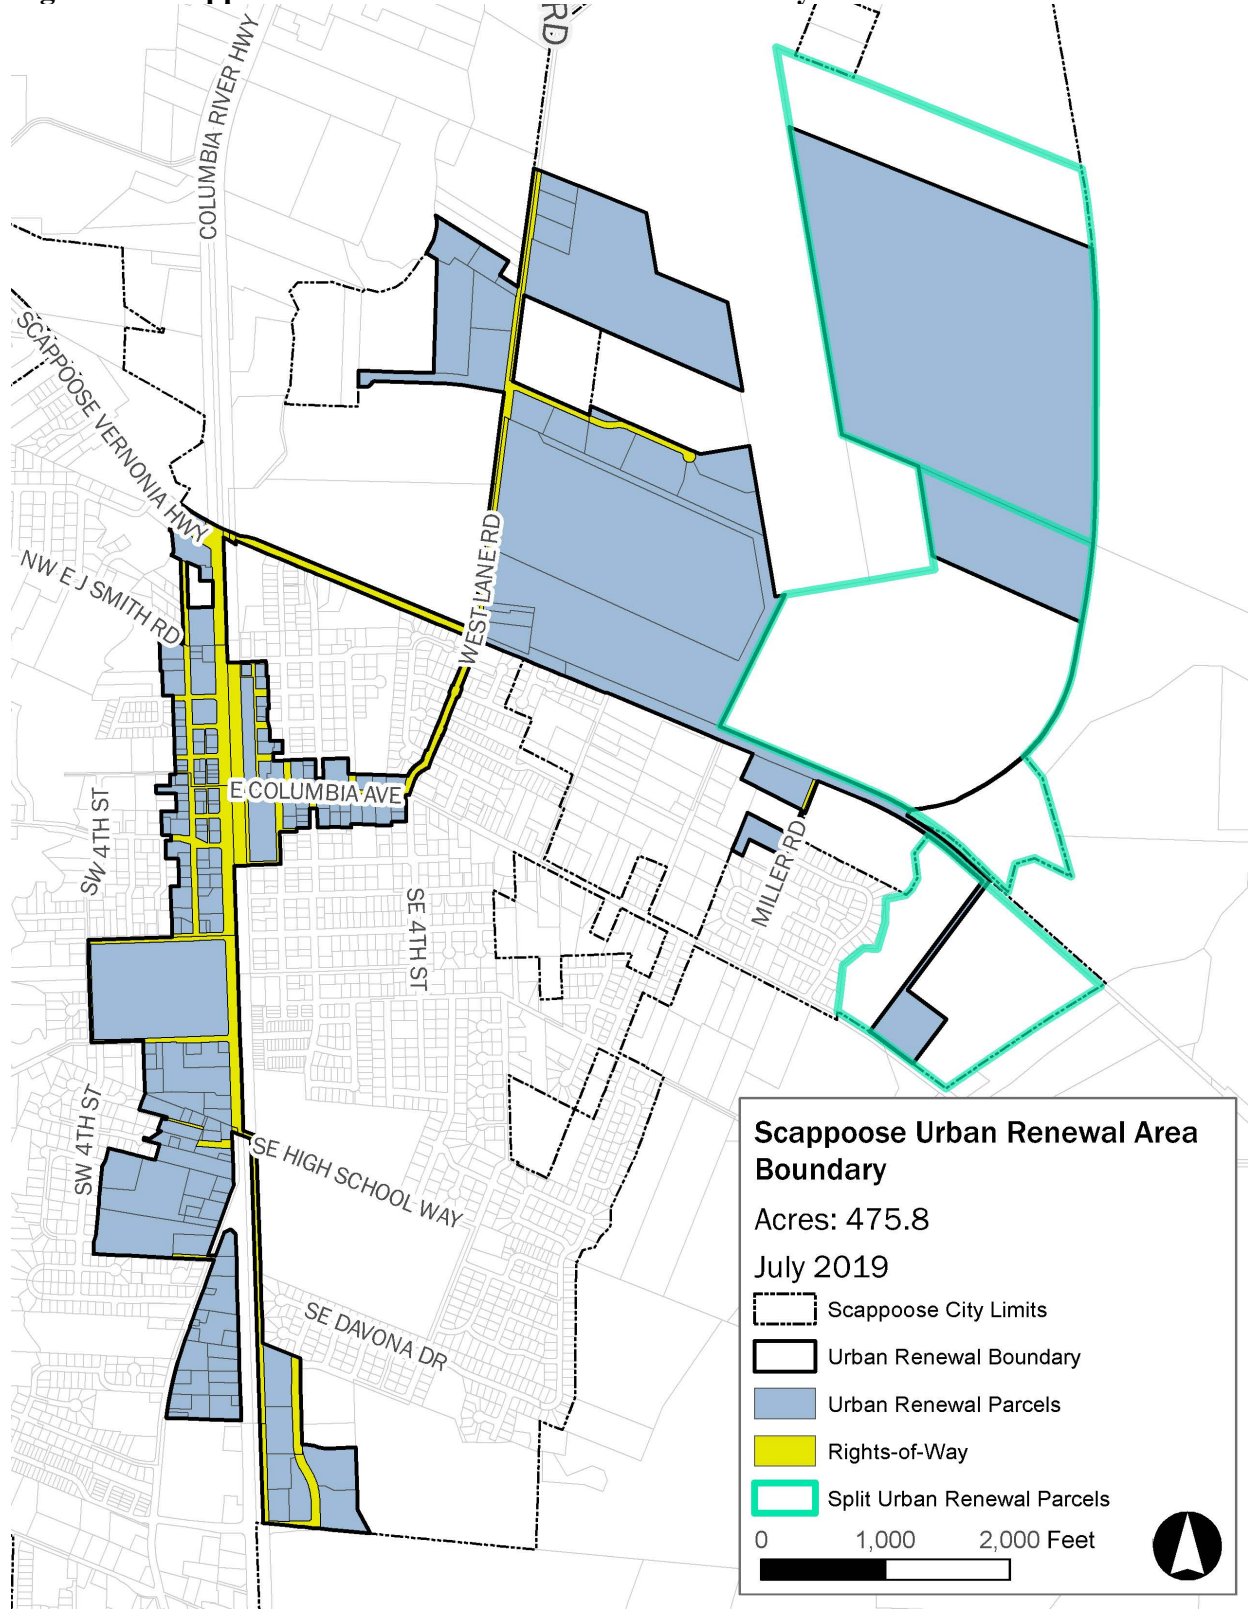 RD
COLUMBIA RIVER HWY
SCAPPOOSE VERNONIA HWY
NW E J SMITH RD
WEST LANE RD
E COLUMBIA AVE
SW 4TH ST
SE 4TH ST
MILLER RD
SW 4TH ST
SE HIGH SCHOOL WAY
SE DAVONA DR
Scappoose Urban Renewal Area
Boundary
Acres: 475.8
July 2019
Scappoose City Limits
Urban Renewal Boundary
Urban Renewal Parcels
Rights-of-Way
Split Urban Renewal Parcels
0 1,000 2,000 Feet